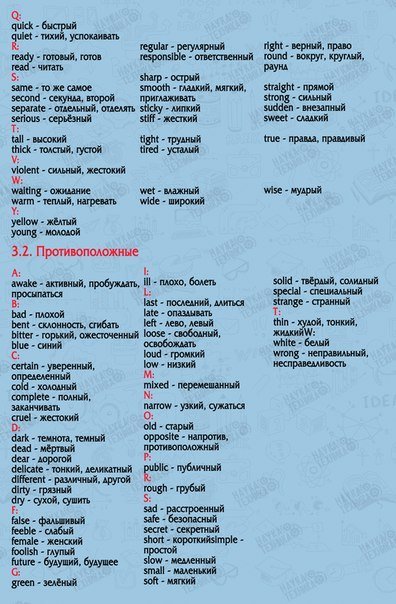 Q:
quick - быстрый
quiet - тихий, успокаивать
R:
ready - готовый, готов
read - читать
regular - регулярный
responsible - ответственный
right - верный, право
round - вокруг, круглый,
раунд
S:
same - то же самое
second - секунда, второй
separate - отдельный, отделять
serious - серьёзный
sharp - острый
smooth - гладкий, мягкий,
приглаживать
sticky - липкий
stiff - жесткий
straight - прямой
strong - сильный
sudden - внезапный
sweet - сладкий
T:
tall - высокий
thick - толстый, густой
tight - трудный
tired - усталый
true - правда, правдивый
V:
violent - сильный, жестокий
W:
waiting - ожидание
warm - теплый, нагревать
wet - влажный
wide - широкий
wise - мудрый
Y:
yellow - жёлтый
young - молодой
3.2. Противоположные
A:
awake - активный, пробуждать,
просыпаться
B:
bad - плохой
bent - склонность, сгибать
bitter - горький, ожесточенный
blue - синий
C:
certain - уверенный,
определенный
cold - холодный
complete - полный,
заканчивать
cruel - жестокий
D:
dark - темнота, темный
dead - мёртвый
dear - дорогой
delicate - тонкий, деликатный
different - различный, другой
dirty - грязный
dry - сухой, сушить
F:
false - фальшивый
feeble - слабый
female - женский
foolish - глупый
future - будущий, будущее
G:
green - зелёный
I:
ill - плохо, болеть
L:
last - последний, длиться
late - опаздывать
left - лево, левый
loose - свободный,
освобождать
loud - громкий
low - низкий
M:
mixed - перемешанный
N:
narrow - узкий, сужаться
O:
old - старый
opposite - напротив,
противоположный
P:
public - публичный
R:
rough - грубый
S:
sad - расстроенный
safe - безопасный
secret - секретный
short - короткийsimple -
простой
slow - медленный
small - маленький
soft - мягкий
solid - твёрдый, солидный
special - специальный
strange - странный
T:
thin - худой, тонкий,
жидкийW:
white - белый
wrong - неправильный,
несправедливость